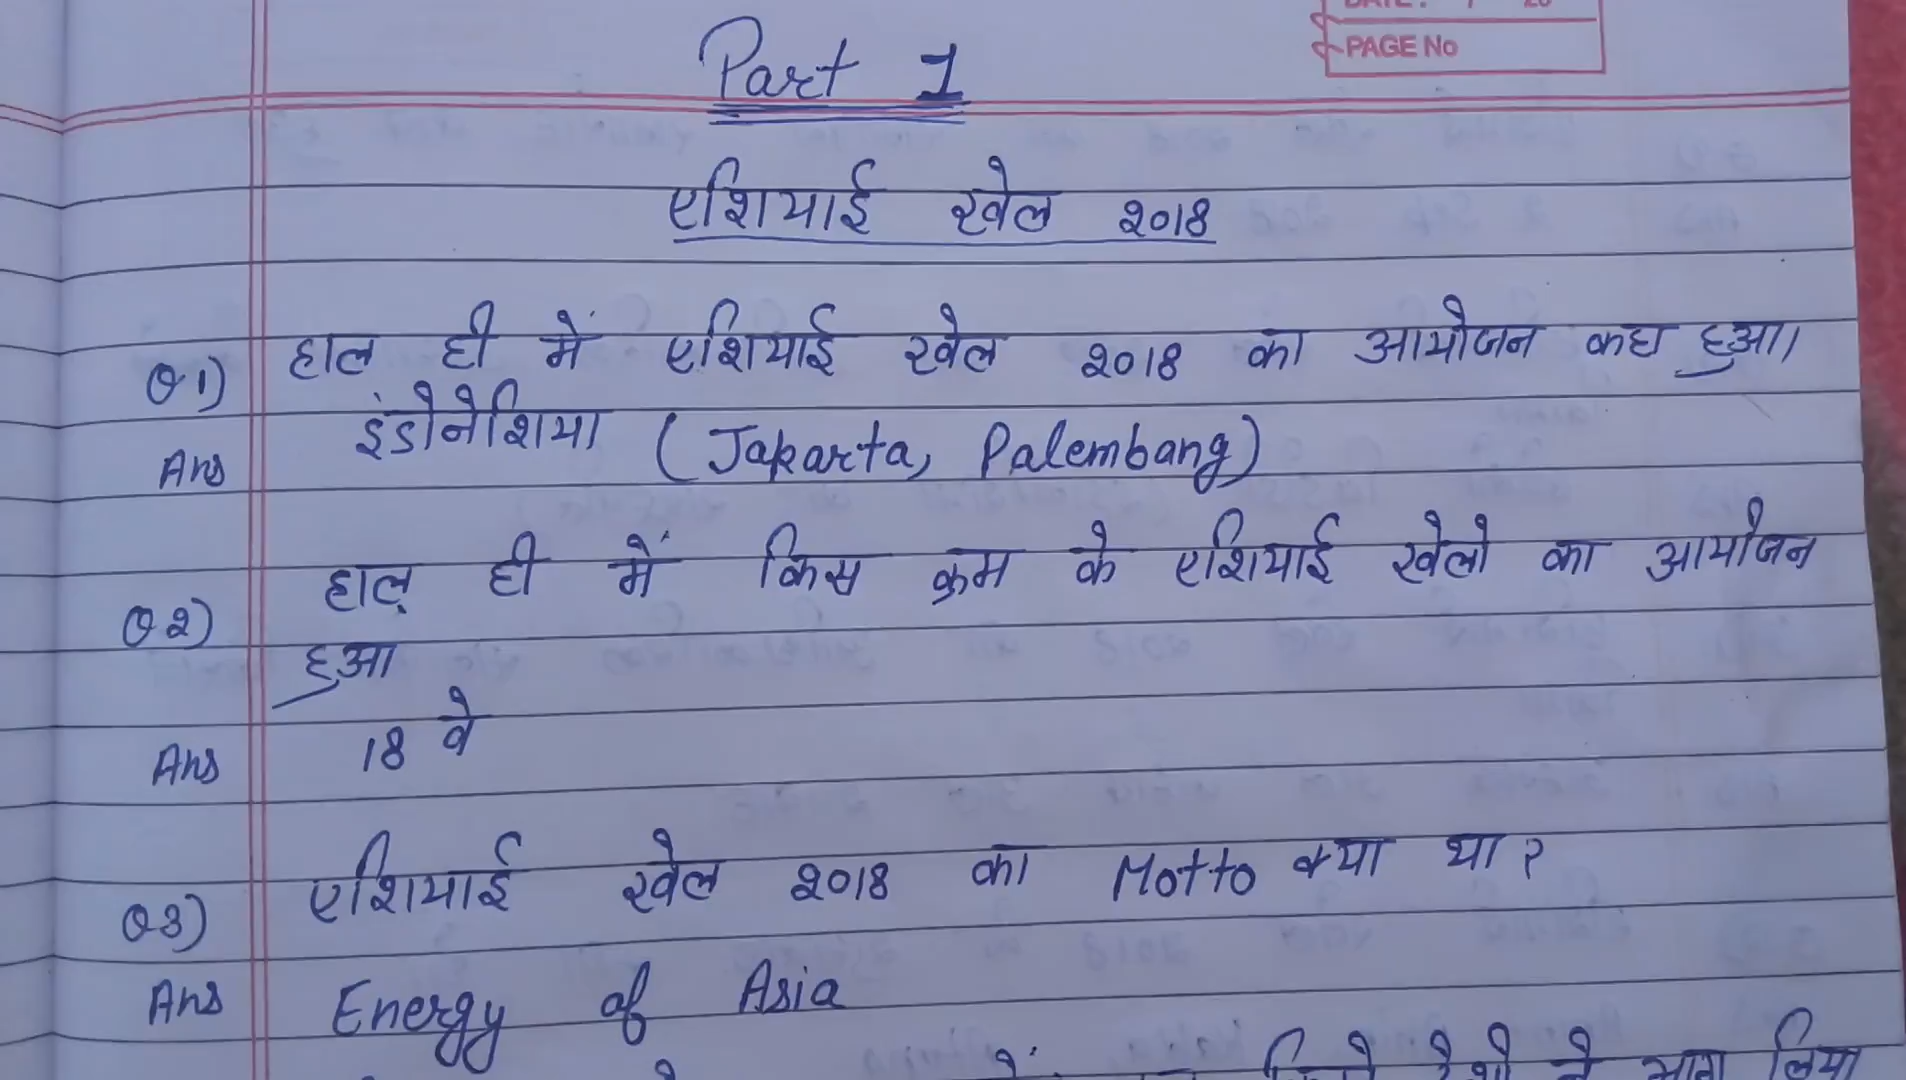 PAGE No
Part 1
एशियाई खेल 2018
Q1) हाल ही में एशियाई खेल 2018 का आयोजन कहा हुआ।
Ans इंडोनेशिया (Jakarta, Palembang)
Q2) हाल ही में किस क्रम के एशियाई खेलो का आयोजन
हुआ
Ans 18 वे
Q3) एशियाई खेल 2018 का Motto क्या था ?
Ans Energy of Asia
ने भाग लिया